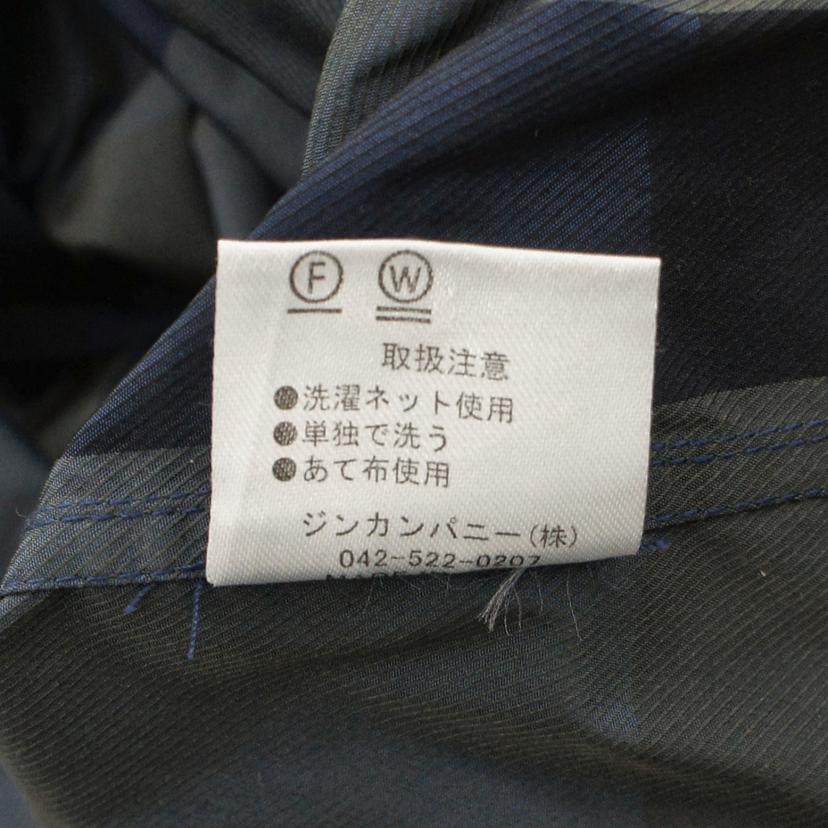 F W
取扱注意
●洗濯ネット使用
●単独で洗う
●あて布使用
ジンカンパニー(株)
042-522-0207